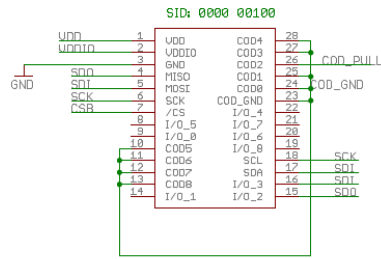 SID: 0000 00100
VDD 1 VDD COD4 28
VDDIO 2 VDDIO COD3 27
3 GND COD2 26 COD_PULL
SDO 4 MISO COD1 25
GND SDI 5 MOSI COD0 24 COD_GND
SCK 6 SCK COD_GND 23
CSB 7 /CS I/O_4 22
8 I/O_5 I/O_7 21
9 I/O_0 I/O_6 20
10 COD5 I/O_8 19
11 COD6 SCL 18 SCK
12 COD7 SDA 17 SDI
13 COD8 I/O_3 16 SDI
14 I/O_1 I/O_2 15 SDO